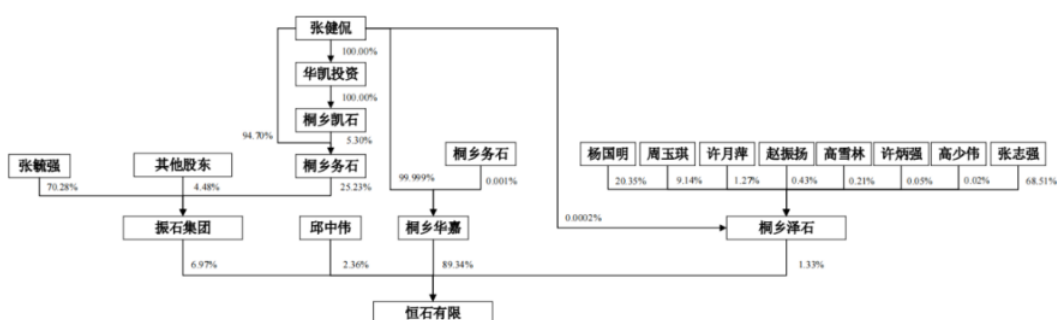 张健侃
100.00%
华凯投资
100.00%
桐乡凯石
94.70%
5.30%
张毓强
其他股东
桐乡务石
桐乡务石
杨国明
周玉琪
许月萍
赵振扬
高雪林
许炳强
高少伟
张志强
70.28%
4.48%
25.23%
99.999%
0.001%
20.35%
9.14%
1.27%
0.43%
0.21%
0.05%
0.02%
68.51%
0.0002%
振石集团
邱中伟
桐乡华嘉
桐乡泽石
6.97%
2.36%
89.34%
1.33%
恒石有限